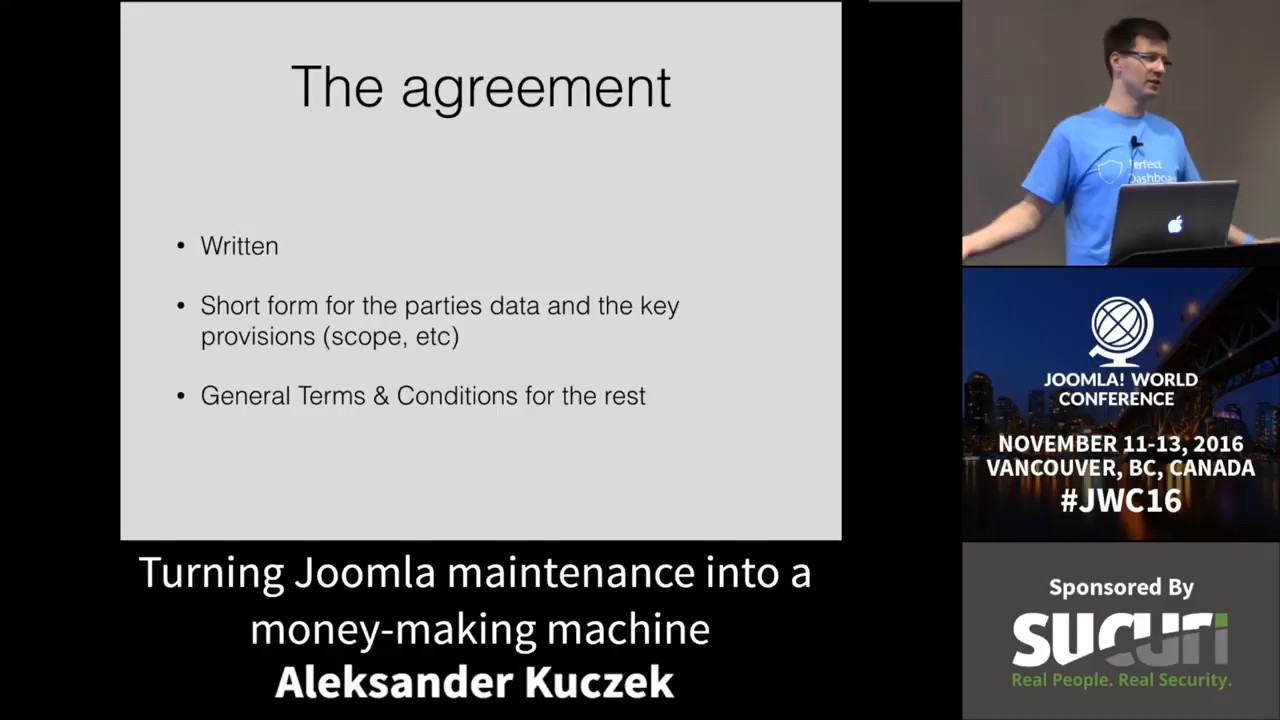 The agreement
• Written
• Short form for the parties data and the key
provisions (scope, etc)
• General Terms & Conditions for the rest
Turning Joomla maintenance into a
money-making machine
Aleksander Kuczek
Perfect
Dashboa
JOOMLA! WORLD
CONFERENCE
NOVEMBER 11-13, 2016
VANCOUVER, BC, CANADA
#JWC16
Sponsored By
SUCURI
Real People. Real Security.